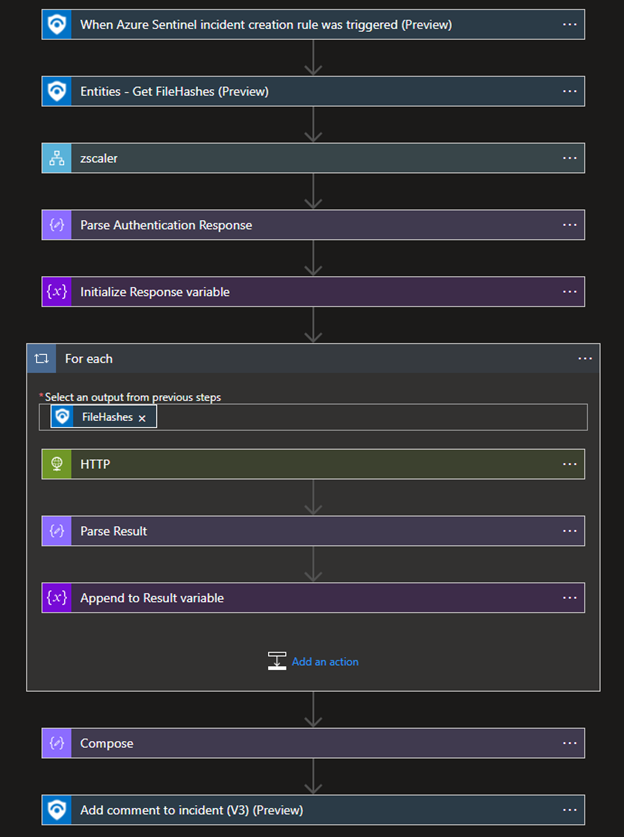 When Azure Sentinel incident creation rule was triggered (Preview)
Entities - Get FileHashes (Preview)
zscaler
Parse Authentication Response
{x} Initialize Response variable
For each
*Select an output from previous steps
FileHashes ×
HTTP
Parse Result
{x} Append to Result variable
Add an action
Compose
Add comment to incident (V3) (Preview)